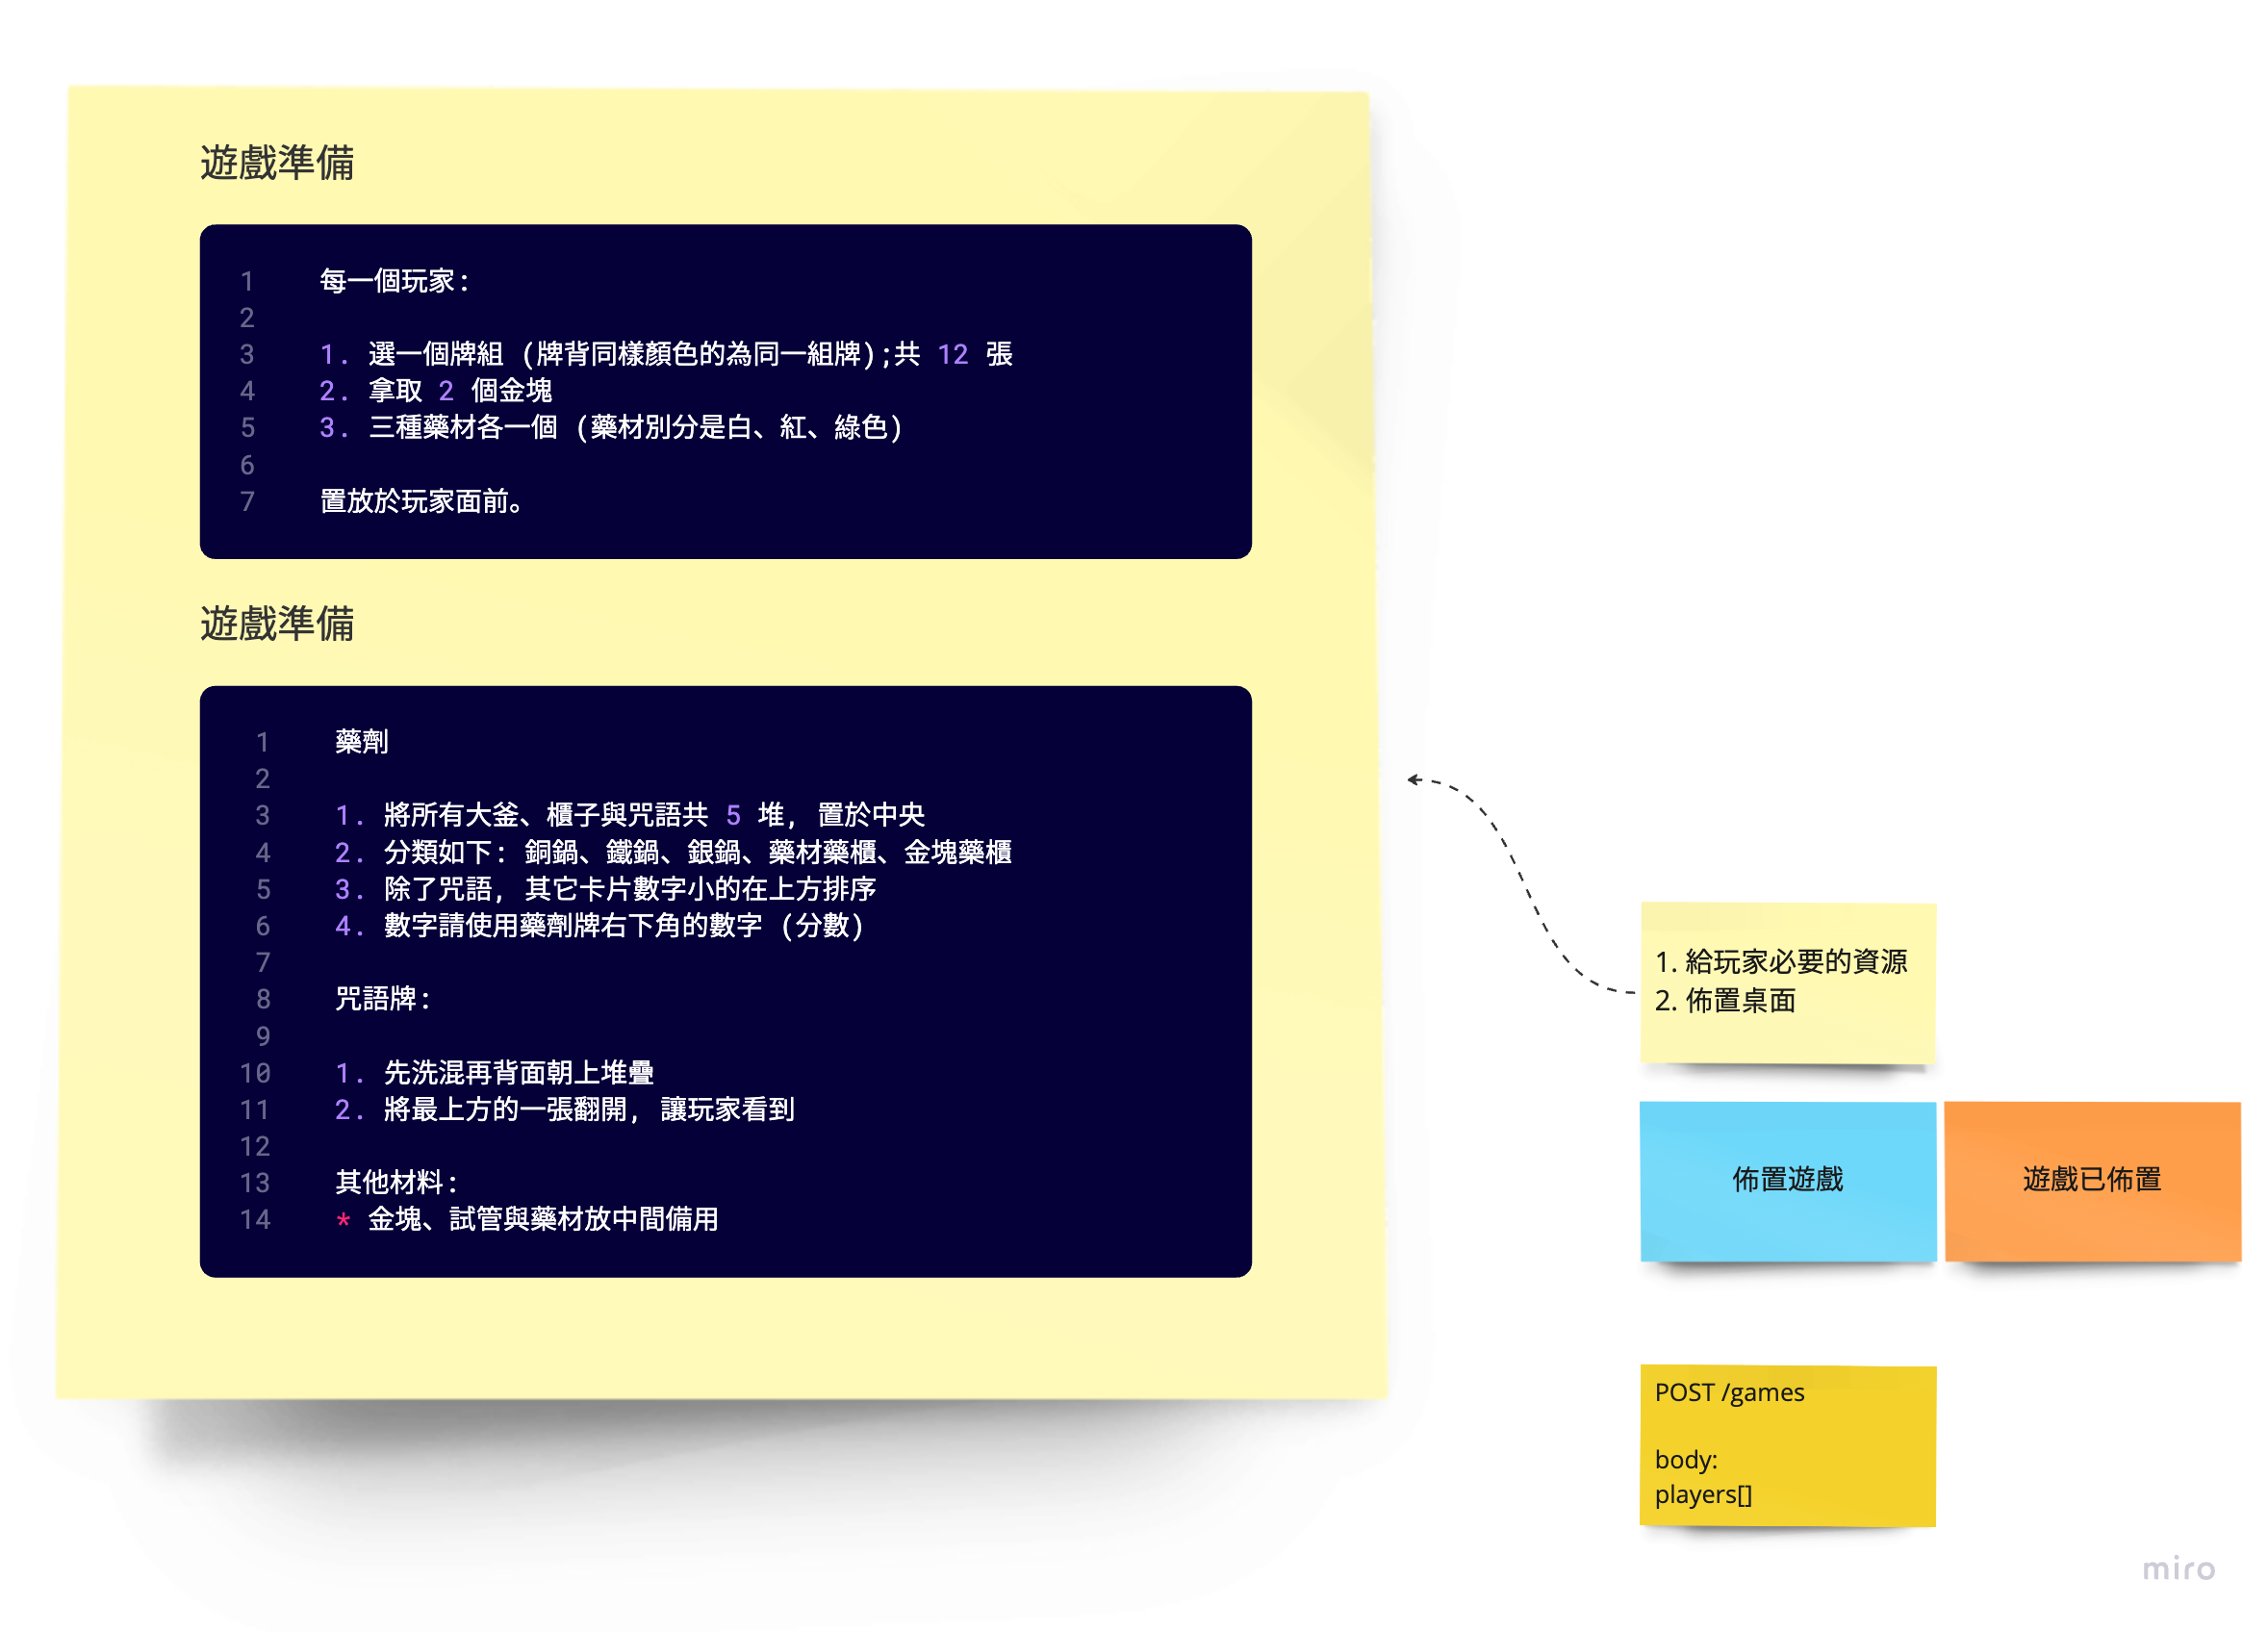 遊戲準備
1 每一個玩家:
2
3 1. 選一個牌組 (牌背同樣顏色的為同一組牌);共 12 張
4 2. 拿取 2 個金塊
5 3. 三種藥材各一個 (藥材別分是白、紅、綠色)
6
7 置放於玩家面前。
遊戲準備
1 藥劑
2
3 1. 將所有大釜、櫃子與咒語共 5 堆, 置於中央
4 2. 分類如下: 銅鍋、鐵鍋、銀鍋、藥材藥櫃、金塊藥櫃
5 3. 除了咒語, 其它卡片數字小的在上方排序
6 4. 數字請使用藥劑牌右下角的數字 (分數)
7
8 咒語牌:
9
10 1. 先洗混再背面朝上堆疊
11 2. 將最上方的一張翻開, 讓玩家看到
12
13 其他材料:
14 * 金塊、試管與藥材放中間備用
1. 給玩家必要的資源
2. 佈置桌面
佈置遊戲
遊戲已佈置
POST /games
body:
players[]
miro